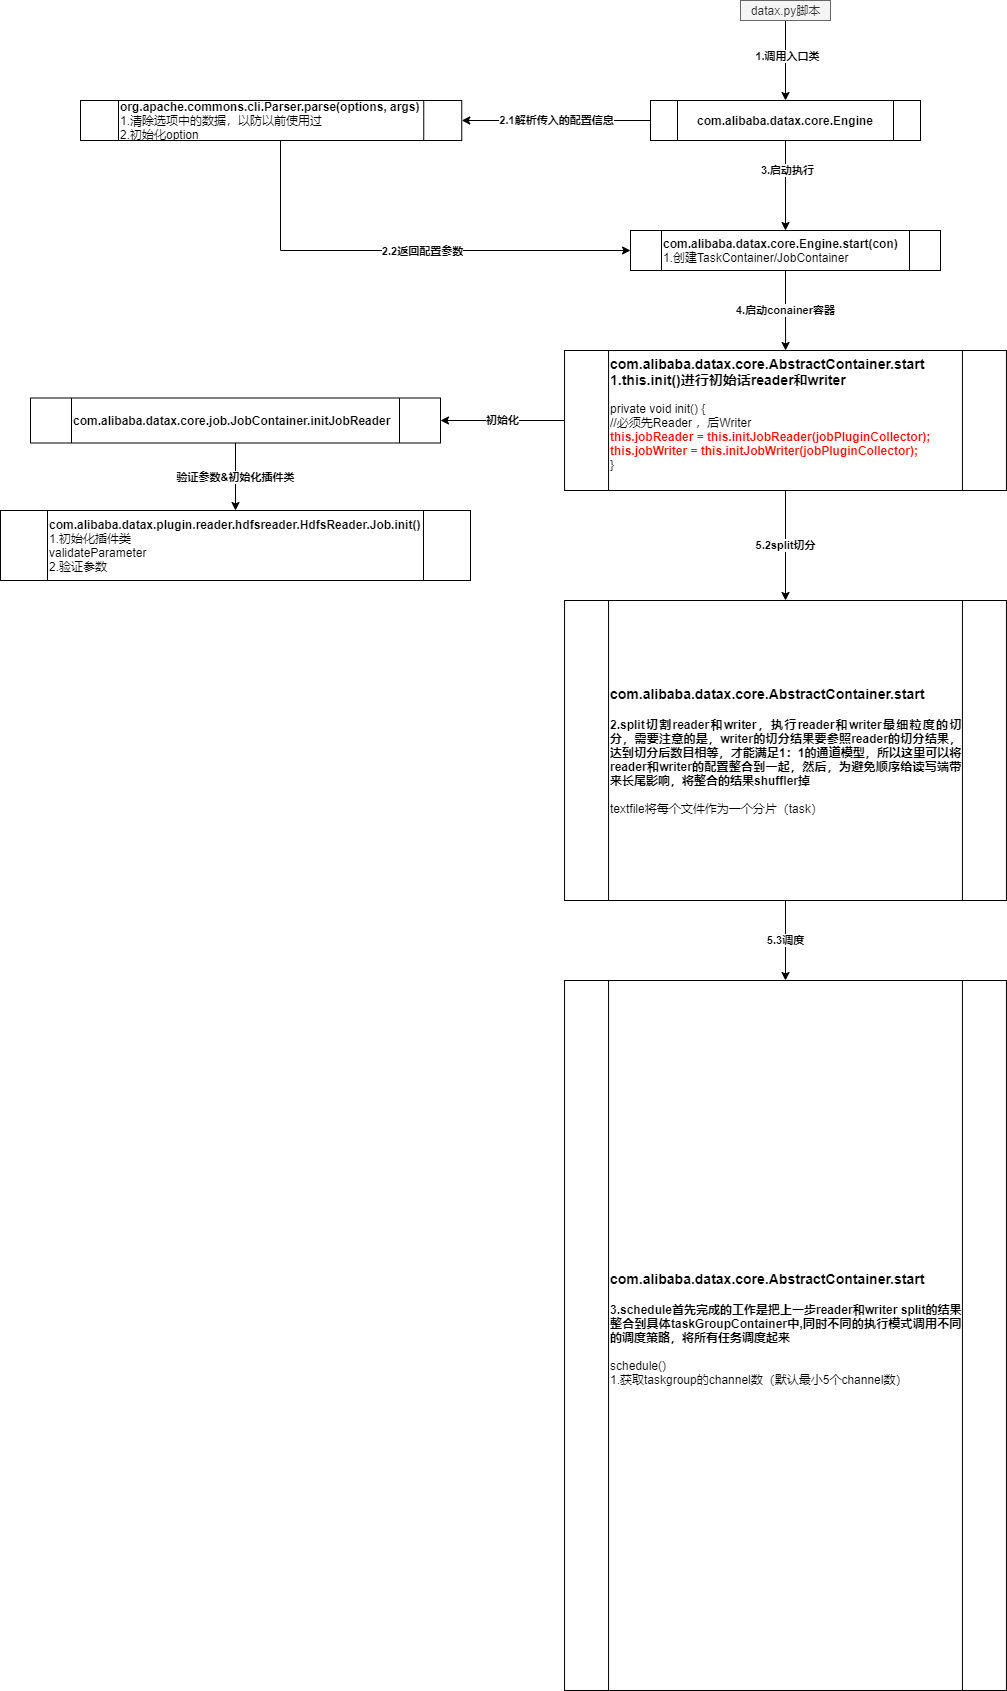 datax.py脚本
1.调用入口类
org.apache.commons.cli.Parser.parse(options, args)
1.清除选项中的数据，以防以前使用过
2.初始化option
2.1解析传入的配置信息
com.alibaba.datax.core.Engine
3.启动执行
2.2返回配置参数
com.alibaba.datax.core.Engine.start(con)
1.创建TaskContainer/JobContainer
4.启动conainer容器
com.alibaba.datax.core.AbstractContainer.start
1.this.init()进行初始话reader和writer
private void init() {
//必须先Reader ，后Writer
this.jobReader = this.initJobReader(jobPluginCollector);
this.jobWriter = this.initJobWriter(jobPluginCollector);
}
初始化
com.alibaba.datax.core.job.JobContainer.initJobReader
验证参数&初始化插件类
com.alibaba.datax.plugin.reader.hdfsreader.HdfsReader.Job.init()
1.初始化插件类
validateParameter
2.验证参数
5.2split切分
com.alibaba.datax.core.AbstractContainer.start
2.split切割reader和writer，执行reader和writer最细粒度的切
分，需要注意的是，writer的切分结果要参照reader的切分结果，
达到切分后数目相等，才能满足1：1的通道模型，所以这里可以将
reader和writer的配置整合到一起，然后，为避免顺序给读写端带
来长尾影响，将整合的结果shuffler掉
textfile将每个文件作为一个分片（task）
5.3调度
com.alibaba.datax.core.AbstractContainer.start
3.schedule首先完成的工作是把上一步reader和writer split的结果
整合到具体taskGroupContainer中,同时不同的执行模式调用不同
的调度策略，将所有任务调度起来
schedule()
1.获取taskgroup的channel数（默认最小5个channel数）